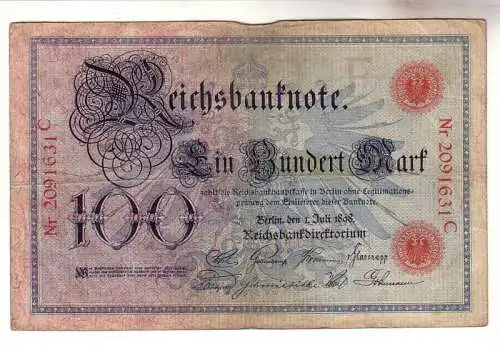 Reichsbanknote.
Ein Hundert Mark
zahlt die Reichsbankhauptkasse in Berlin ohne Legitimations-
prüfung dem Einlieferer dieser Banknote.
Berlin, den 1. Juli 1898.
Reichsbankdirektorium
100
Nr 2091631 C
Nr 2091631 C